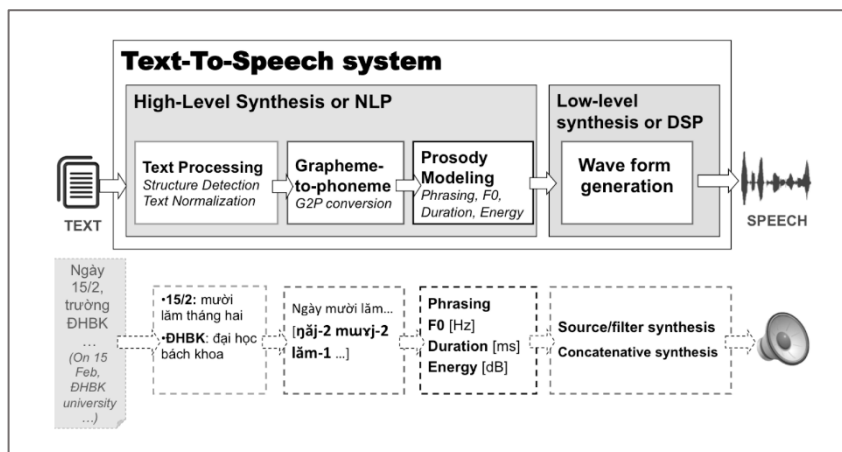 Text-To-Speech system
High-Level Synthesis or NLP
Low-level
synthesis or DSP
Text Processing
Structure Detection
Text Normalization
Grapheme-
to-phoneme
G2P conversion
Prosody
Modeling
Phrasing, F0,
Duration, Energy
Wave form
generation
TEXT
SPEECH
Ngày
15/2,
trường
ĐHBK
…
(On 15
Feb,
ĐHBK
university
…)
•15/2: mười
lăm tháng hai
•ĐHBK: đại học
bách khoa
Ngày mười lăm…
[ŋăj-2 mɯɤj-2
lăm-1 …]
Phrasing
F0 [Hz]
Duration [ms]
Energy [dB]
Source/filter synthesis
Concatenative synthesis